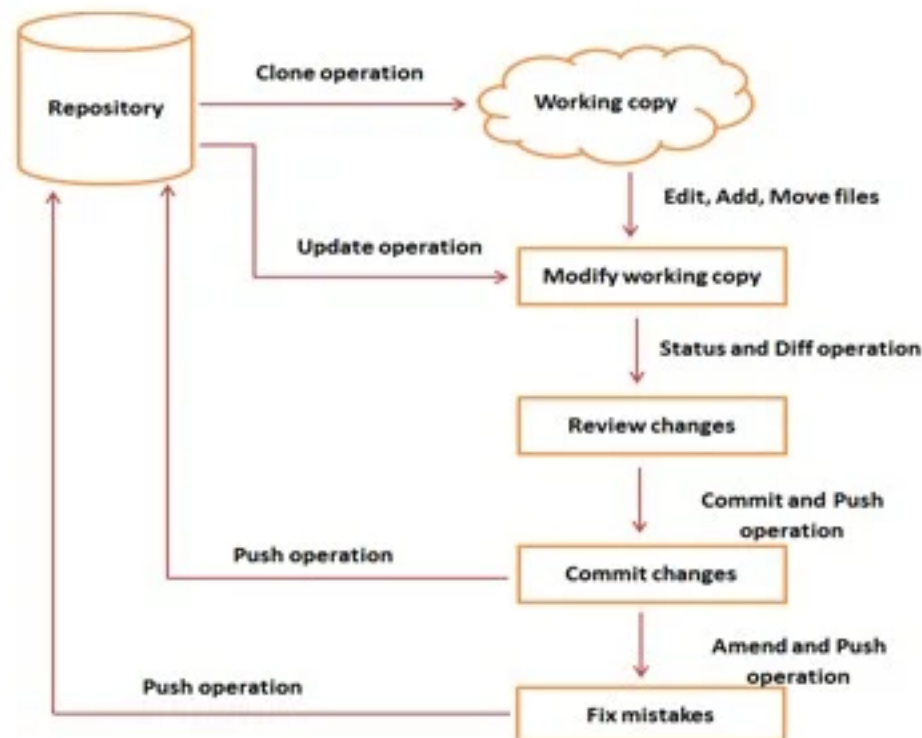 Clone operation
Repository
Working copy
Edit, Add, Move files
Update operation
Modify working copy
Status and Diff operation
Review changes
Commit and Push
operation
Push operation
Commit changes
Amend and Push
operation
Push operation
Fix mistakes